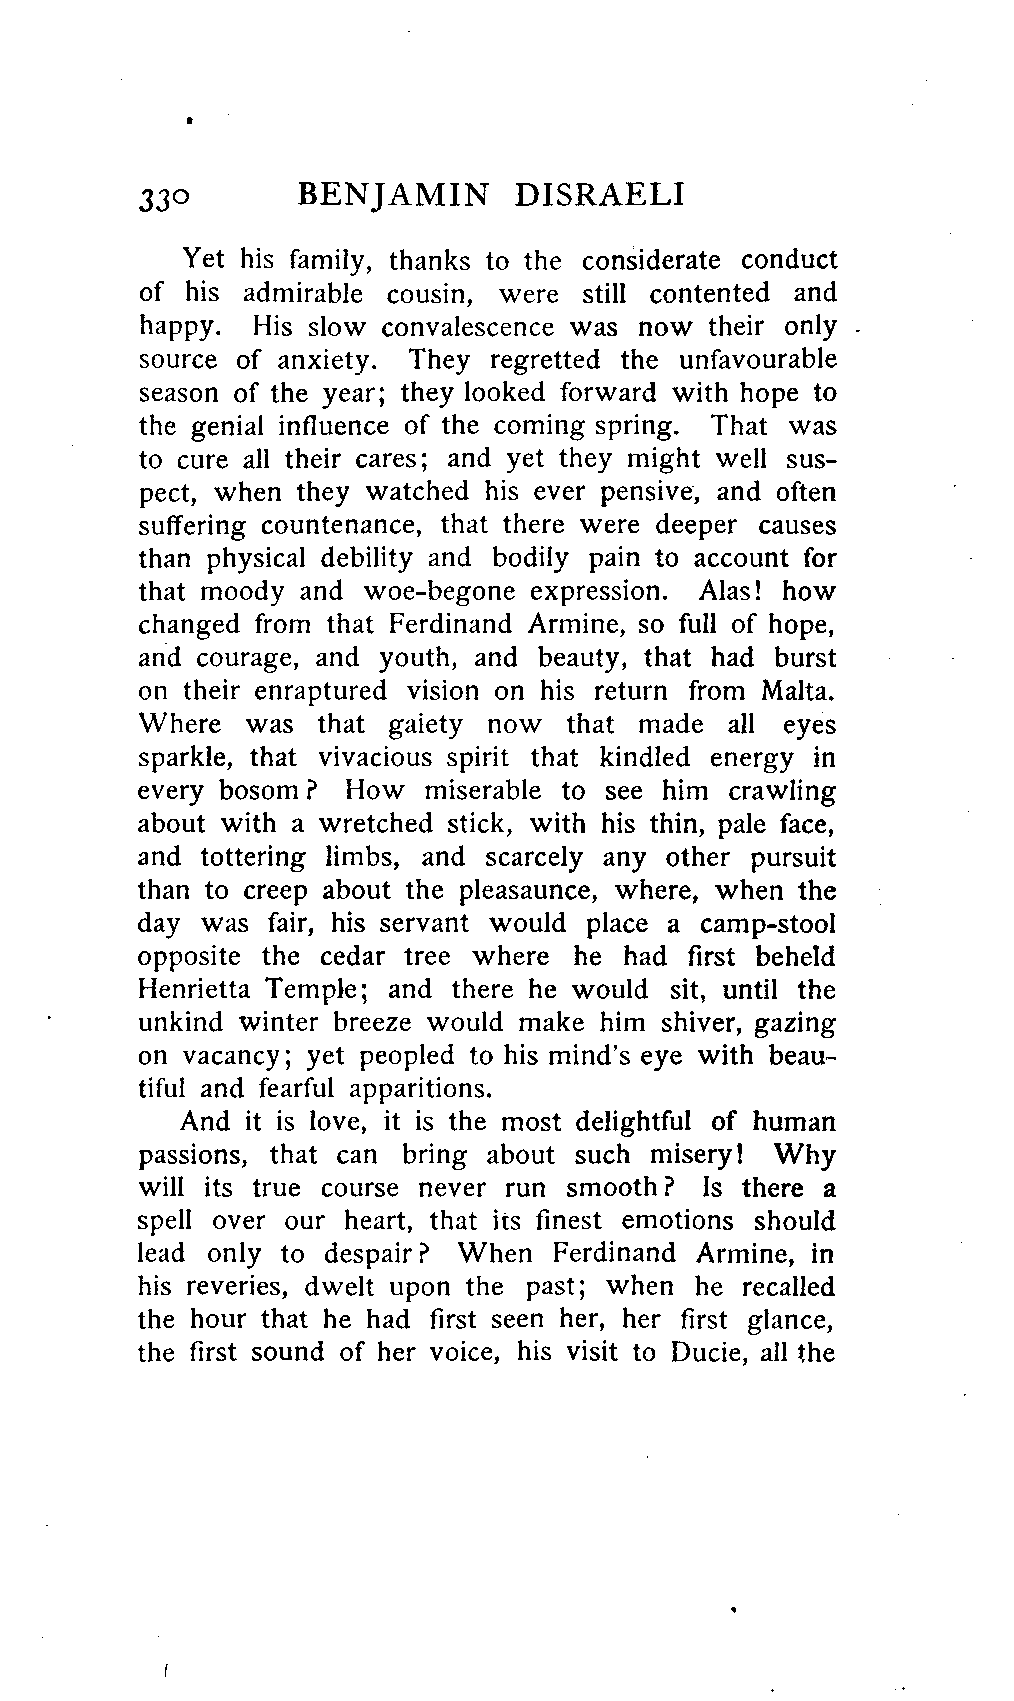 330 BENJAMIN DISRAELI
Yet his family, thanks to the considerate conduct
of his admirable cousin, were still contented and
happy. His slow convalescence was now their only
source of anxiety. They regretted the unfavourable
season of the year; they looked forward with hope to
the genial influence of the coming spring. That was
to cure all their cares; and yet they might well sus-
pect, when they watched his ever pensive, and often
suffering countenance, that there were deeper causes
than physical debility and bodily pain to account for
that moody and woe-begone expression. Alas! how
changed from that Ferdinand Armine, so full of hope,
and courage, and youth, and beauty, that had burst
on their enraptured vision on his return from Malta.
Where was that gaiety now that made all eyes
sparkle, that vivacious spirit that kindled energy in
every bosom? How miserable to see him crawling
about with a wretched stick, with his thin, pale face,
and tottering limbs, and scarcely any other pursuit
than to creep about the pleasaunce, where, when the
day was fair, his servant would place a camp-stool
opposite the cedar tree where he had first beheld
Henrietta Temple; and there he would sit, until the
unkind winter breeze would make him shiver, gazing
on vacancy; yet peopled to his mind's eye with beau-
tiful and fearful apparitions.
And it is love, it is the most delightful of human
passions, that can bring about such misery! Why
will its true course never run smooth? Is there a
spell over our heart, that its finest emotions should
lead only to despair? When Ferdinand Armine, in
his reveries, dwelt upon the past; when he recalled
the hour that he had first seen her, her first glance,
the first sound of her voice, his visit to Ducie, all the